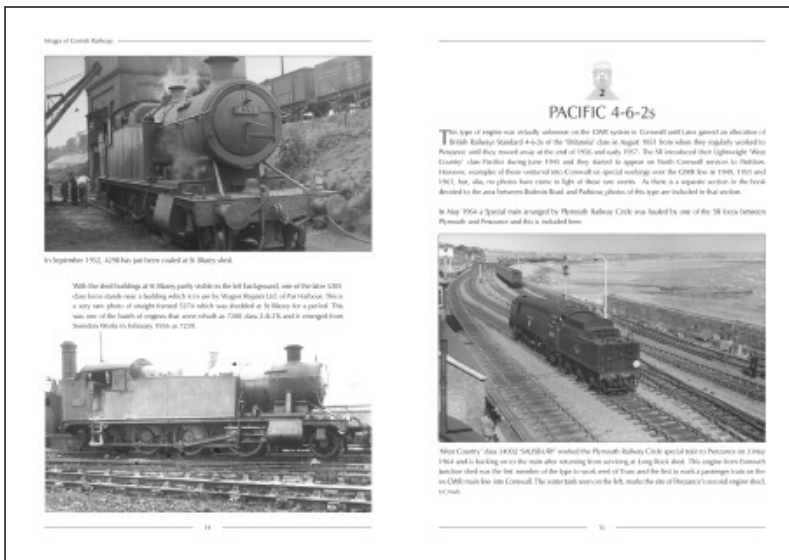 Images of Cornish Railways
In September 1952, 4298 has just been coaled at St Blazey shed.
With the shed buildings at St Blazey partly visible in the left background, one of the later 5205
class locos stands near a building which is in use by Wagon Repairs Ltd. of Par Harbour. This is
a very rare photo of straight framed 5274 which was shedded at St Blazey for a period. This
was one of the batch of engines that were rebuilt as 7200 class 2-8-2Ts and it emerged from
Swindon Works in February 1936 as 7239.
14
2
PACIFIC 4-6-2s
This type of engine was virtually unknown on the GWR system in Cornwall until Laira gained an allocation of
British Railways Standard 4-6-2s of the 'Britannia' class in August 1951 from when they regularly worked to
Penzance until they moved away at the end of 1956 and early 1957. The SR introduced their Lightweight 'West
Country' class Pacifics during June 1945 and they started to appear on North Cornwall services to Padstow.
However, examples of these ventured into Cornwall on special workings over the GWR line in 1949, and
1961, but, alas, no photos have come to light of these rare events. As there is a separate section in the book
devoted to the area between Bodmin Road and Padstow, photos of this type are included in that section.
In May 1964 a Special train arranged by Plymouth Railway Circle was hauled by one of the SR locos between
Plymouth and Penzance and this is included here.
'West Country' class 34002 'SALISBURY' worked the Plymouth Railway Circle special train to Penzance on 3 May
1964 and is backing on to the train after returning from servicing at Long Rock shed. This engine from Exmouth
Junction shed was the first member of the type to work west of Truro and the first to work a passenger train on the
ex GWR main line into Cornwall. The water tank seen on the left, marks the site of Penzance's second engine shed.
15